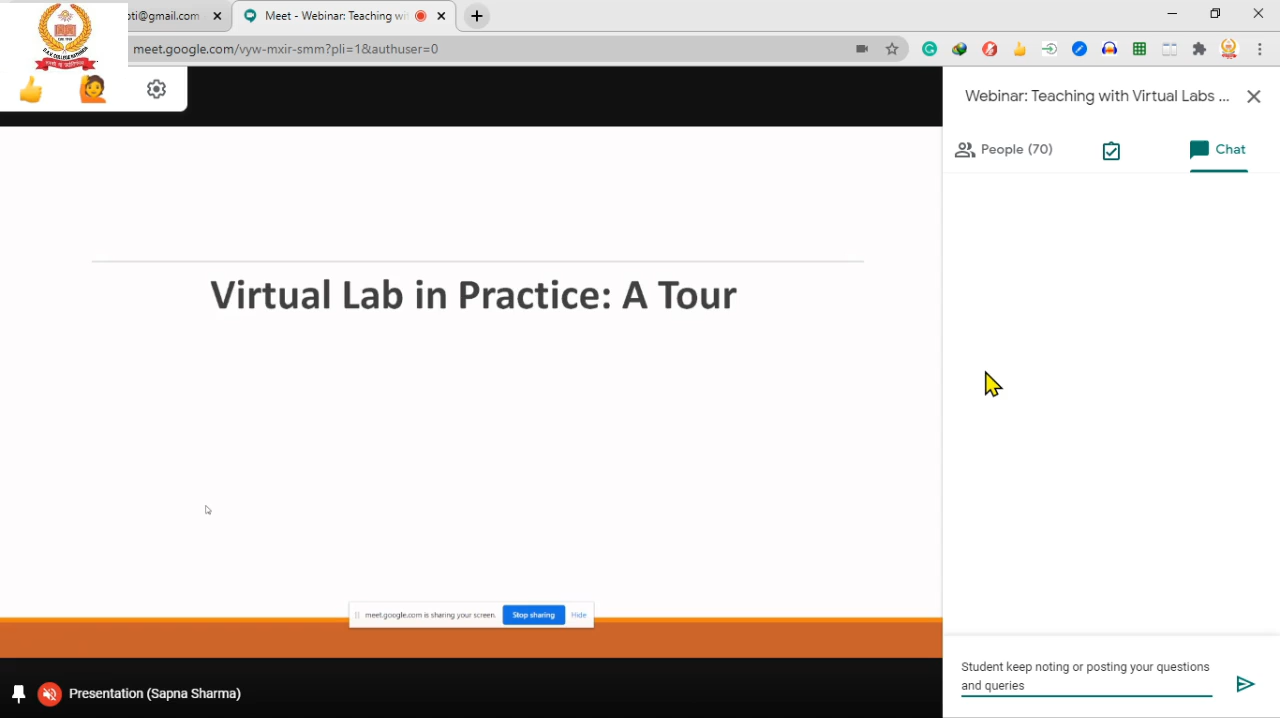 oti@gmail.com
Meet - Webinar: Teaching with
meet.google.com/vyw-mxir-smm?pli=1&authuser=0
Webinar: Teaching with Virtual Labs ...
People (70)
Chat
Virtual Lab in Practice: A Tour
meet.google.com is sharing your screen.
Stop sharing
Hide
Student keep noting or posting your questions
and queries
Presentation (Sapna Sharma)